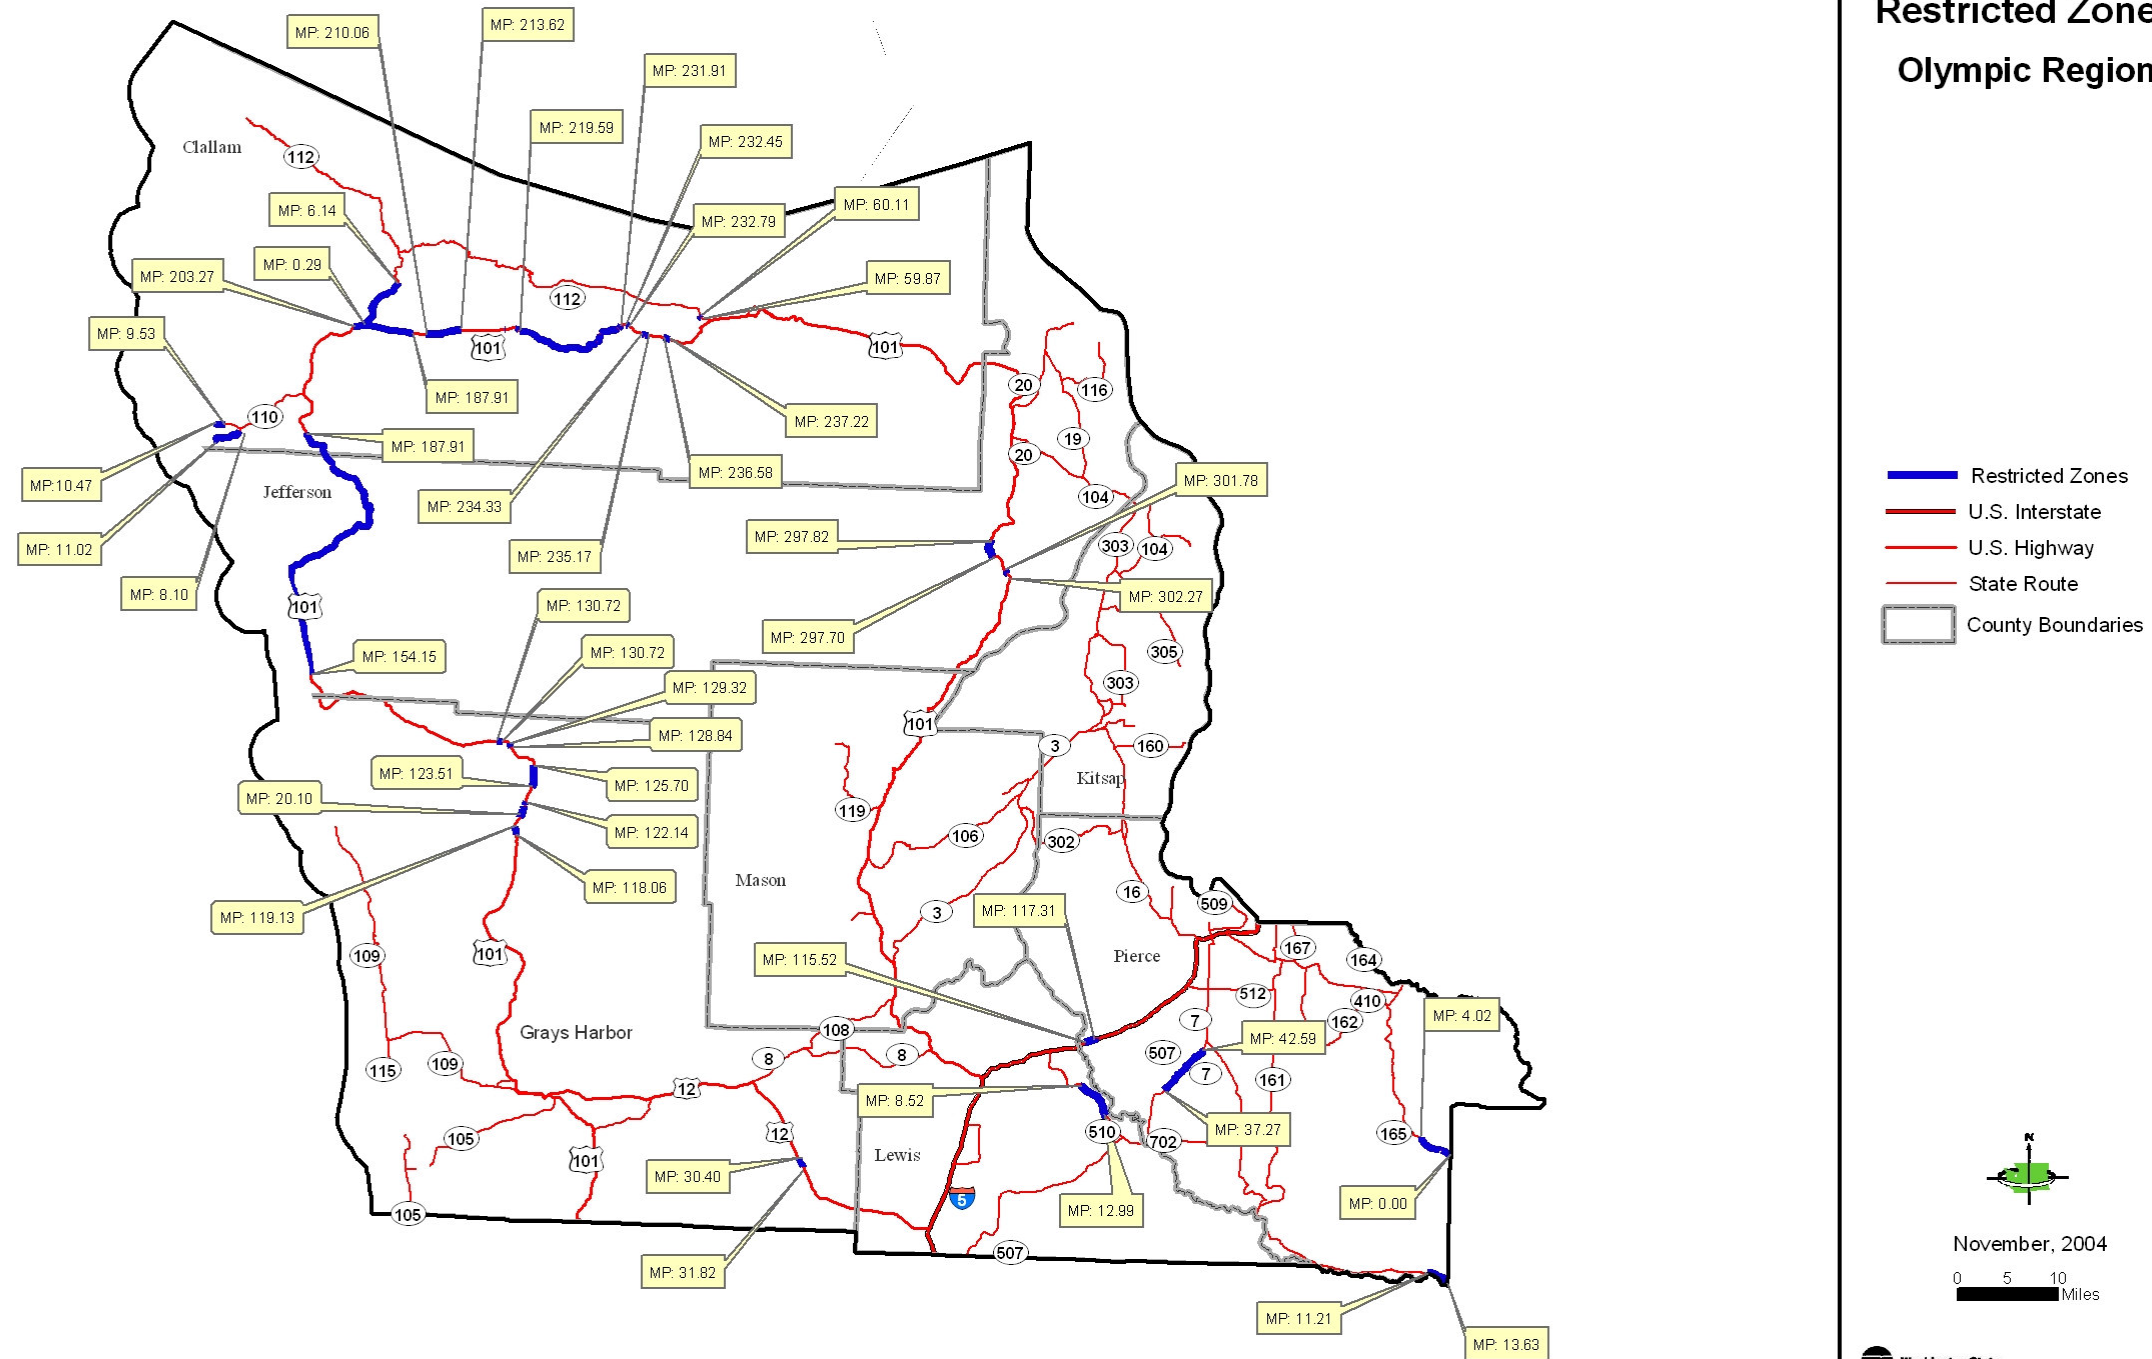 Restricted Zone
Olympic Region
MP: 210.06
MP: 213.62
MP: 231.91
MP: 219.59
MP: 232.45
Clallam
112
MP: 6.14
MP: 232.79
MP: 60.11
MP: 203.27
MP: 0.29
MP: 59.87
112
MP: 9.53
101
101
20
116
MP: 187.91
110
MP: 187.91
MP: 237.22
19
20
MP:10.47
Jefferson
MP: 236.58
MP: 301.78
104
MP: 234.33
MP: 11.02
MP: 235.17
MP: 297.82
303
104
MP: 8.10
101
MP: 130.72
MP: 302.27
MP: 297.70
MP: 154.15
MP: 130.72
305
MP: 129.32
303
MP: 128.84
101
3
160
MP: 123.51
MP: 125.70
Kitsap
MP: 20.10
119
MP: 122.14
106
302
MP: 118.06
Mason
16
MP: 119.13
3
MP: 117.31
509
109
101
MP: 115.52
Pierce
167
164
512
410
Grays Harbor
108
7
162
MP: 4.02
115
109
8
8
507
MP: 42.59
12
7
161
MP: 8.52
105
12
510
702
MP: 37.27
165
101
Lewis
MP: 30.40
5
MP: 12.99
MP: 0.00
105
507
MP: 31.82
MP: 11.21
MP: 13.63
Restricted Zones
U.S. Interstate
U.S. Highway
State Route
County Boundaries
N
November, 2004
0 5 10
Miles